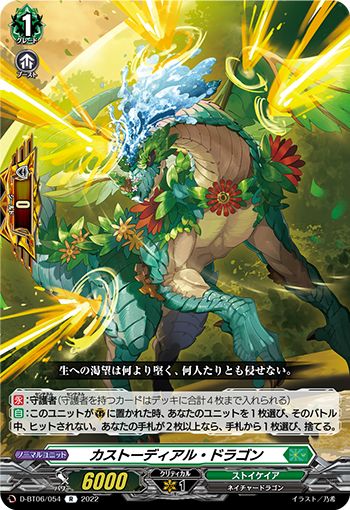 1
グレード
ブースト
シールド
0
生への渇望は何より堅く、何人たりとも侵せない。
永:守護者(守護者を持つカードはデッキに合計4枚まで入れられる)
自:このユニットがGに置かれた時、あなたのユニットを1枚選び、そのバトル
中、ヒットされない。あなたの手札が2枚以上なら、手札から1枚選び、捨てる。
ノーマルユニット
カストーディアル・ドラゴン
パワー
6000
クリティカル
1
ストイケイア
ネイチャードラゴン
D-BT06/054 R 2022
イラスト/乃希